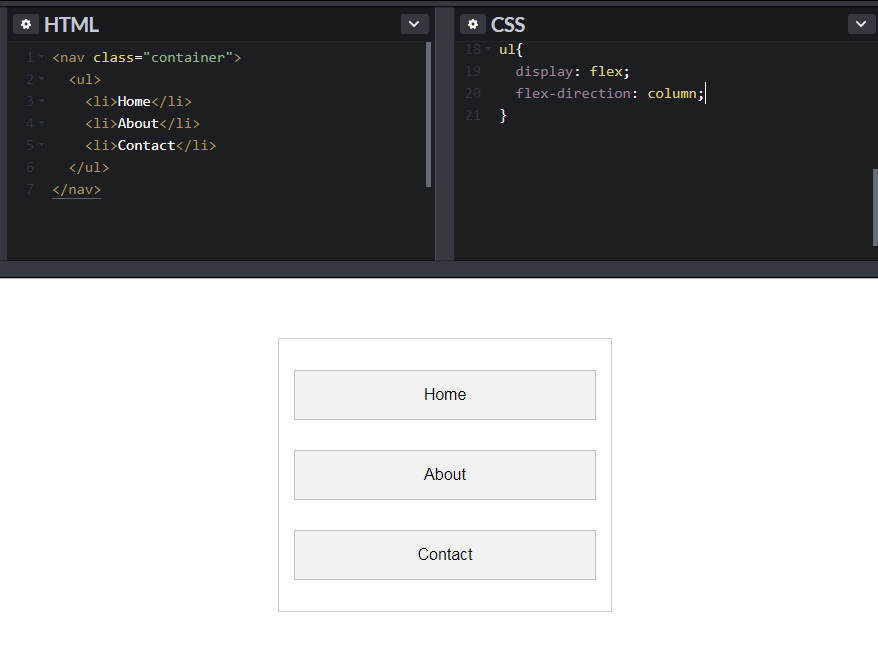 HTML
1 <nav class="container">
2 <ul>
3 <li>Home</li>
4 <li>About</li>
5 <li>Contact</li>
6 </ul>
7 </nav>
CSS
18 ul{
19 display: flex;
20 flex-direction: column;
21 }
Home
About
Contact